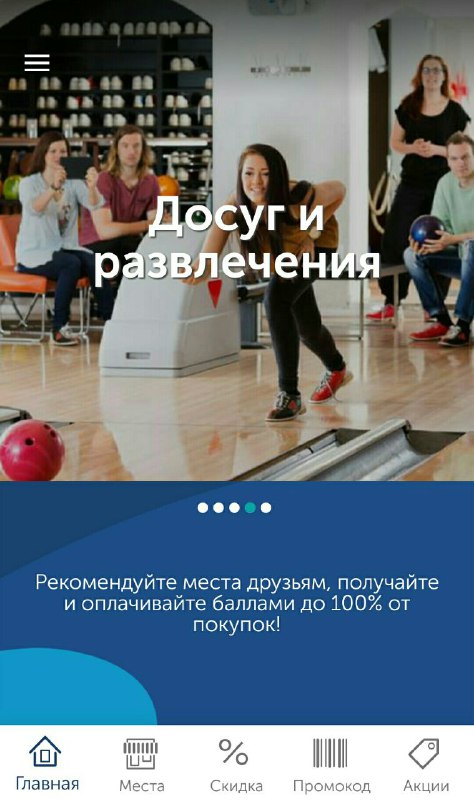 Досуг и
развлечения
Рекомендуйте места друзьям, получайте
и оплачивайте баллами до 100% от
покупок!
Главная
Места
Скидка
Промокод
Акции